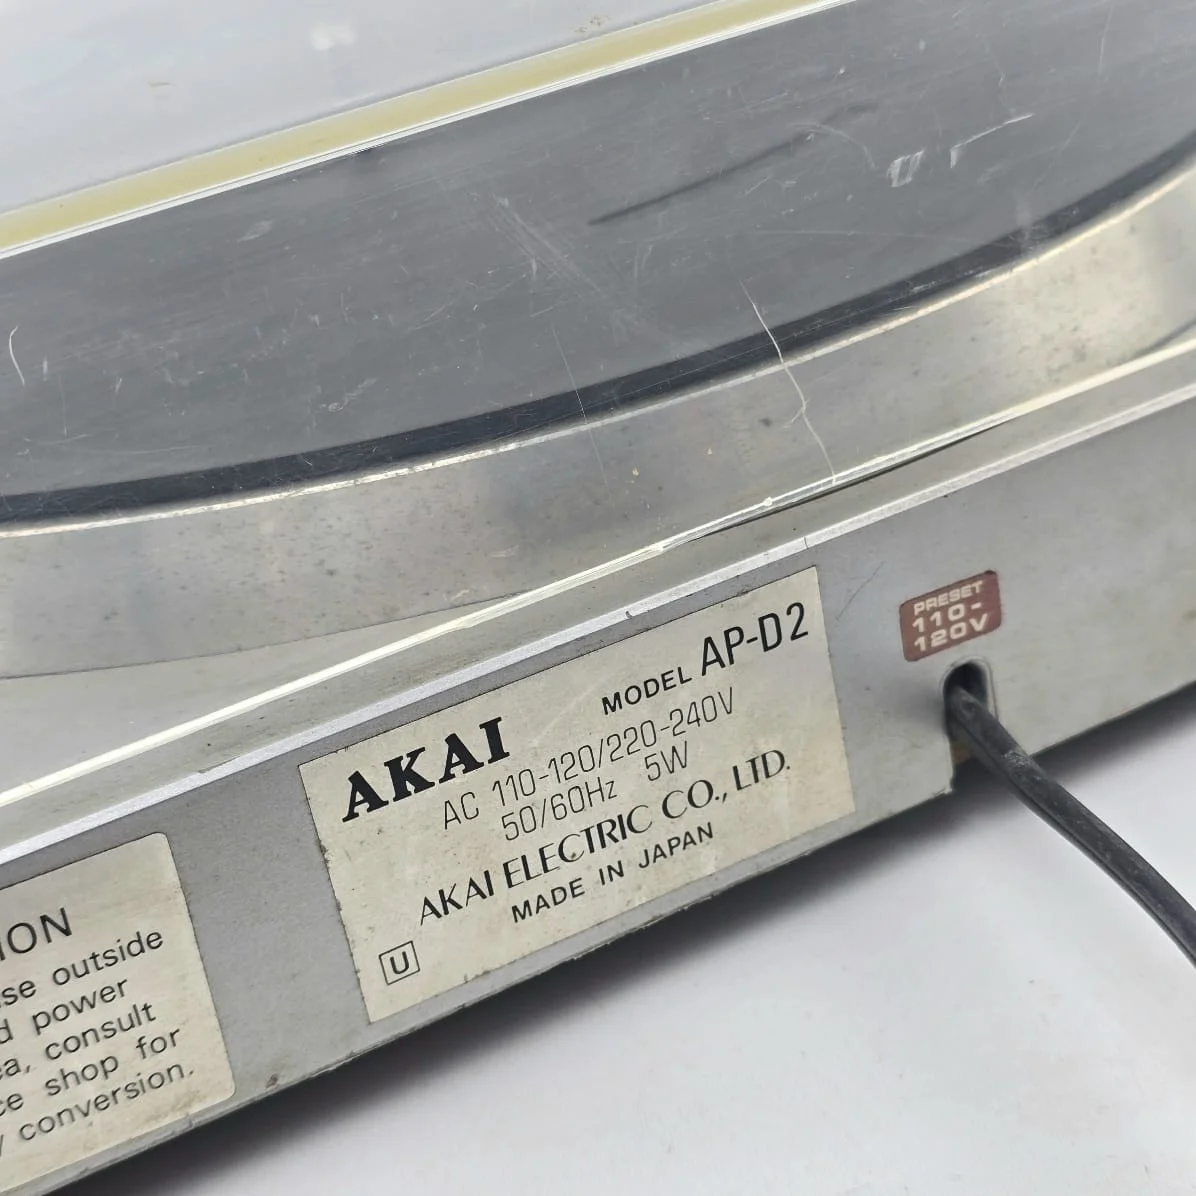 PRESET
110-
120V
AKAI MODEL AP-D2
AC 110-120/220-240V
50/60Hz 5W
AKAI ELECTRIC CO., LTD.
MADE IN JAPAN
U
ION
se outside
d power
a, consult
ce shop for
y conversion.